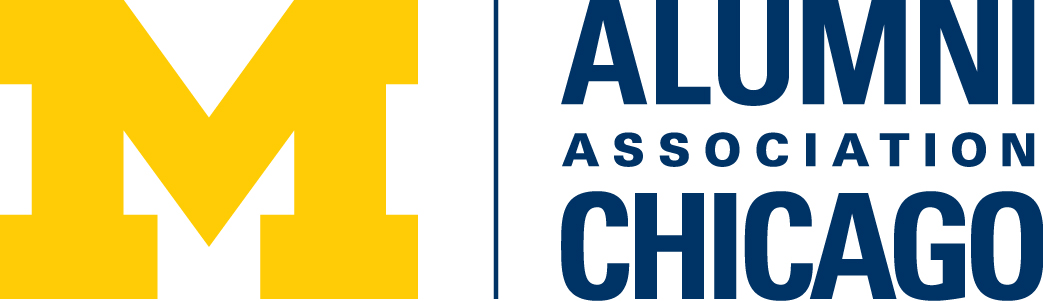 M
ALUMNI
ASSOCIATION
CHICAGO